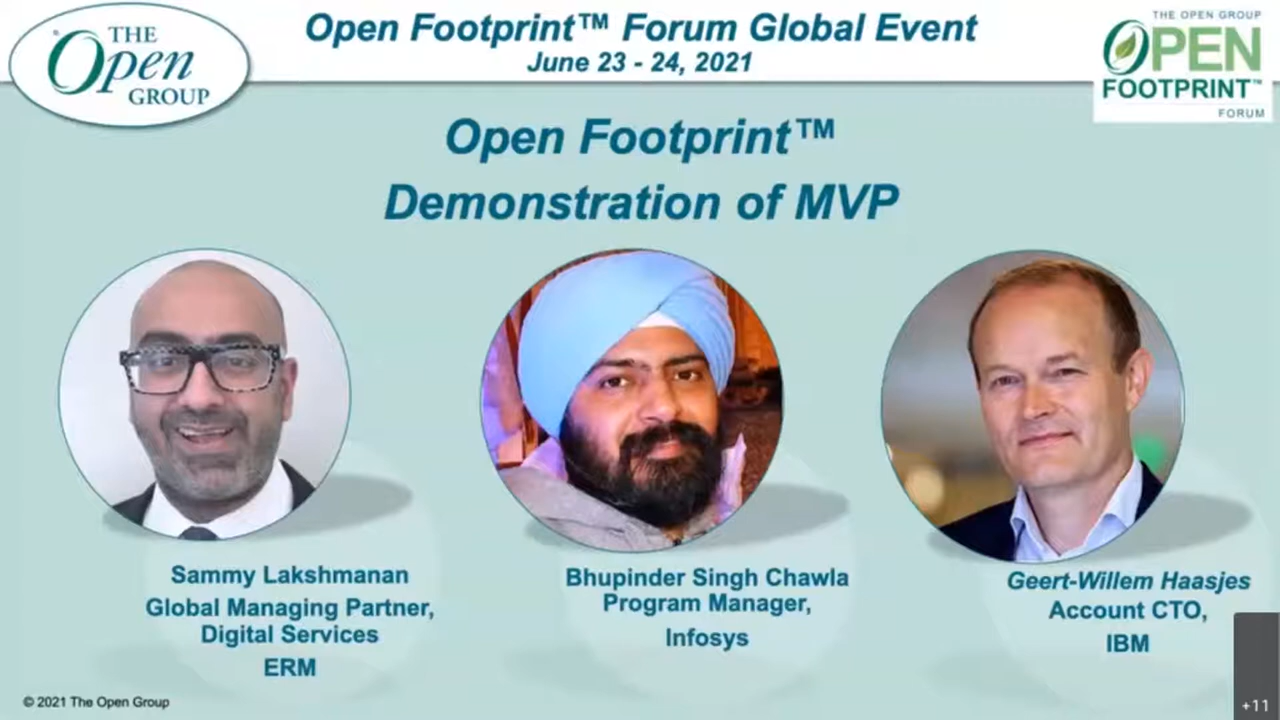 THE
Open
GROUP
Open Footprint™ Forum Global Event
June 23 - 24, 2021
THE OPEN GROUP
OPEN
FOOTPRINT™
FORUM
Open Footprint™
Demonstration of MVP
Sammy Lakshmanan
Global Managing Partner,
Digital Services
ERM
Bhupinder Singh Chawla
Program Manager,
Infosys
Geert-Willem Haasjes
Account CTO,
IBM
© 2021 The Open Group
+11